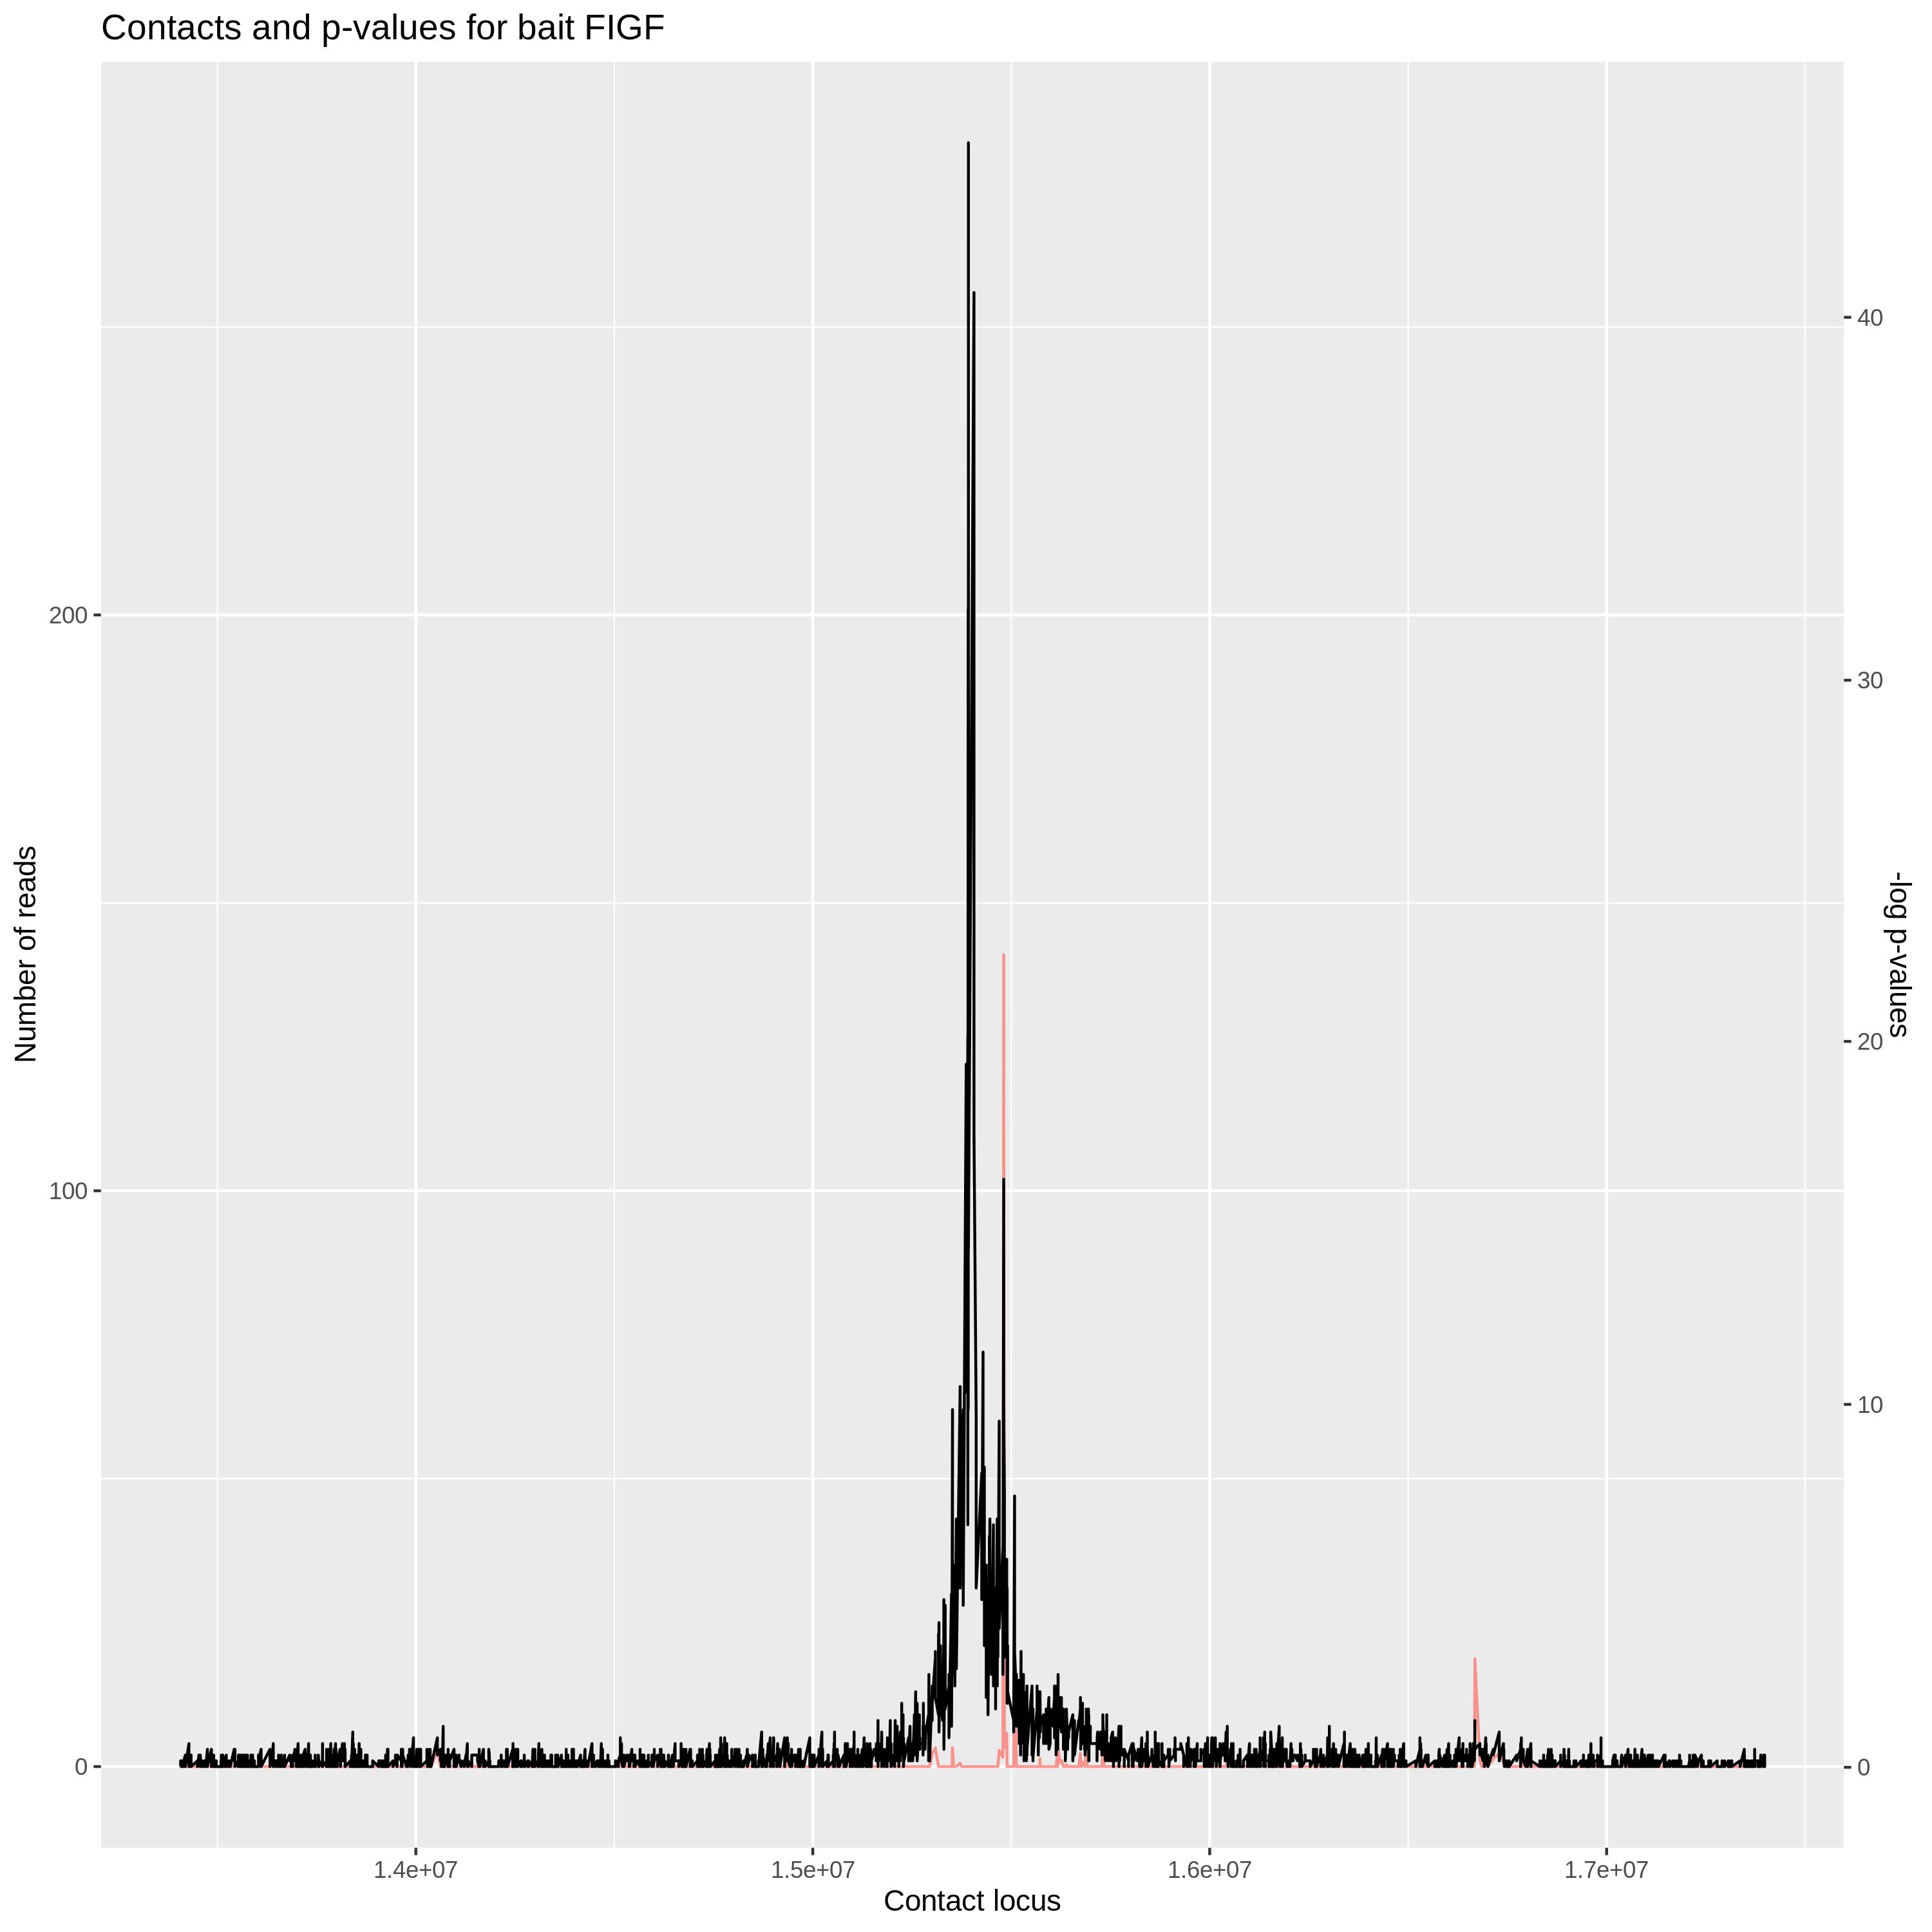 Contacts and p-values for bait FIGF
Number of reads
200
100
0
40
30
20
10
0
-log p-values
1.4e+07
1.5e+07
1.6e+07
1.7e+07
Contact locus